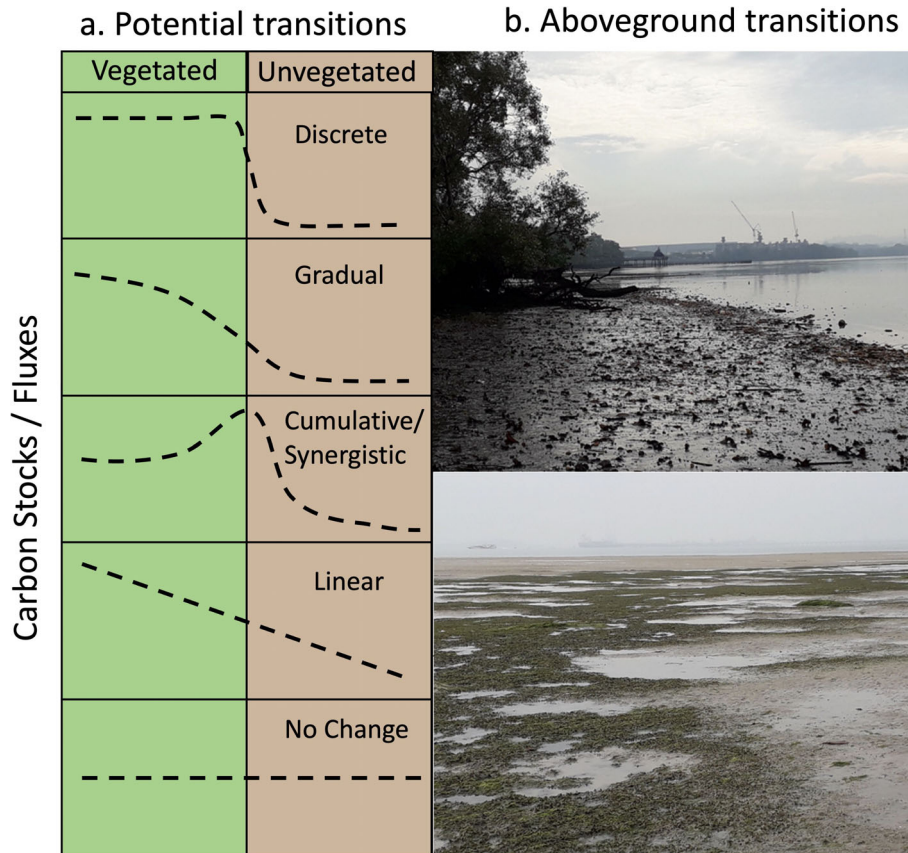 a. Potential transitions
b. Aboveground transitions
Vegetated
Unvegetated
Discrete
Gradual
Cumulative/
Synergistic
Linear
No Change
Carbon Stocks / Fluxes